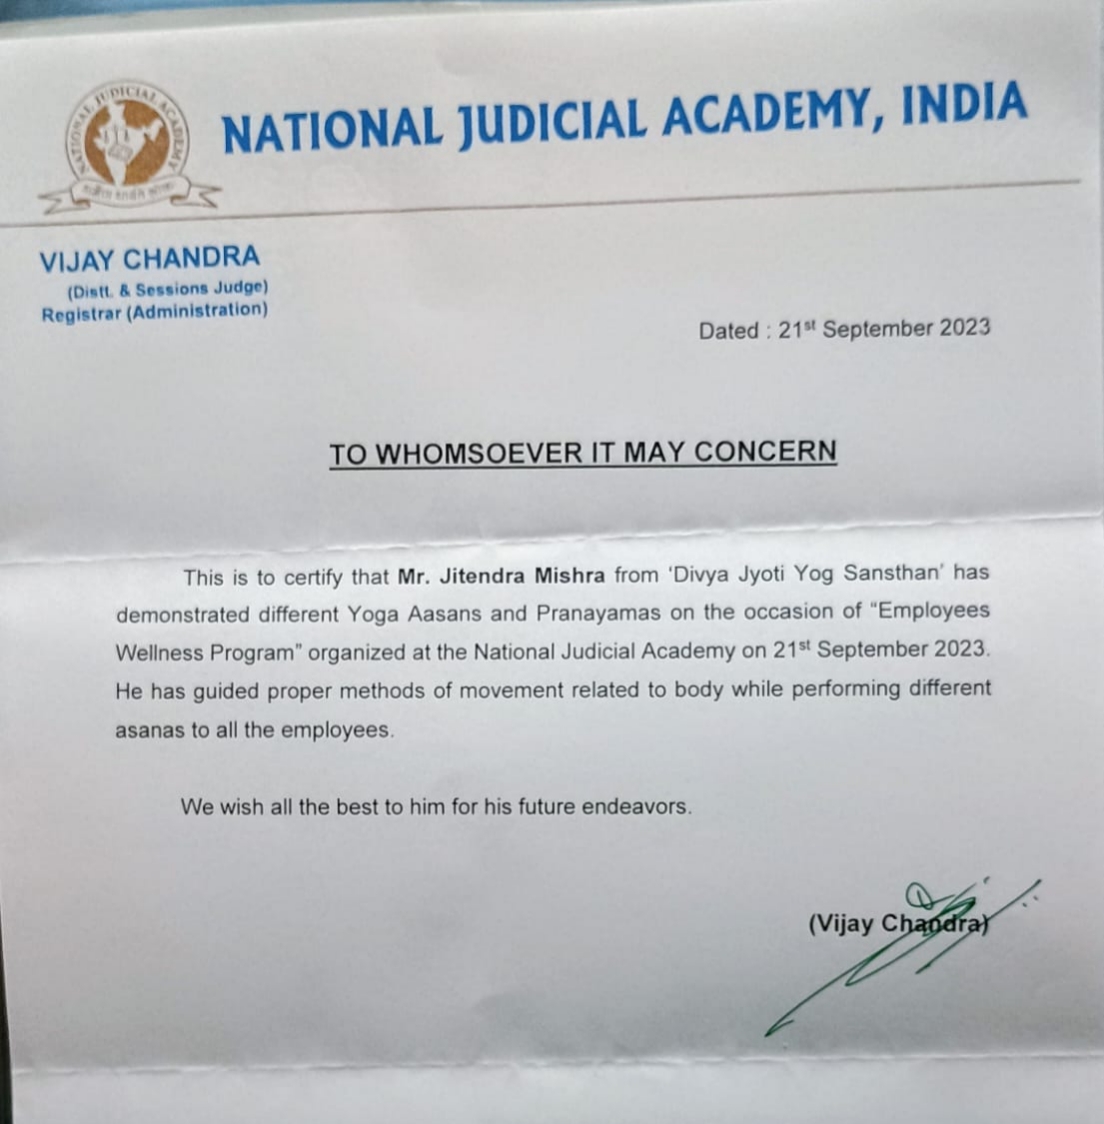 NATIONAL JUDICIAL ACADEMY
NATIONAL JUDICIAL ACADEMY, INDIA
VIJAY CHANDRA
(Distt. & Sessions Judge)
Registrar (Administration)
Dated : 21st September 2023
TO WHOMSOEVER IT MAY CONCERN
This is to certify that Mr. Jitendra Mishra from ‘Divya Jyoti Yog Sansthan’ has
demonstrated different Yoga Aasans and Pranayamas on the occasion of “Employees
Wellness Program” organized at the National Judicial Academy on 21st September 2023.
He has guided proper methods of movement related to body while performing different
asanas to all the employees.
We wish all the best to him for his future endeavors.
(Vijay Chandra)